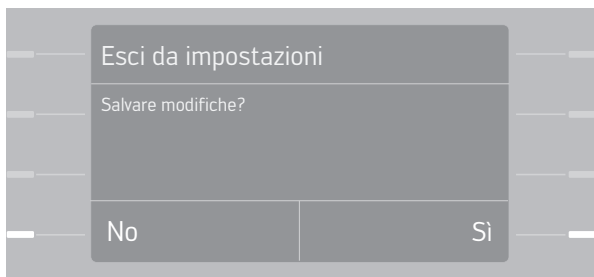 Esci da impostazioni
Salvare modifiche?
No Sì